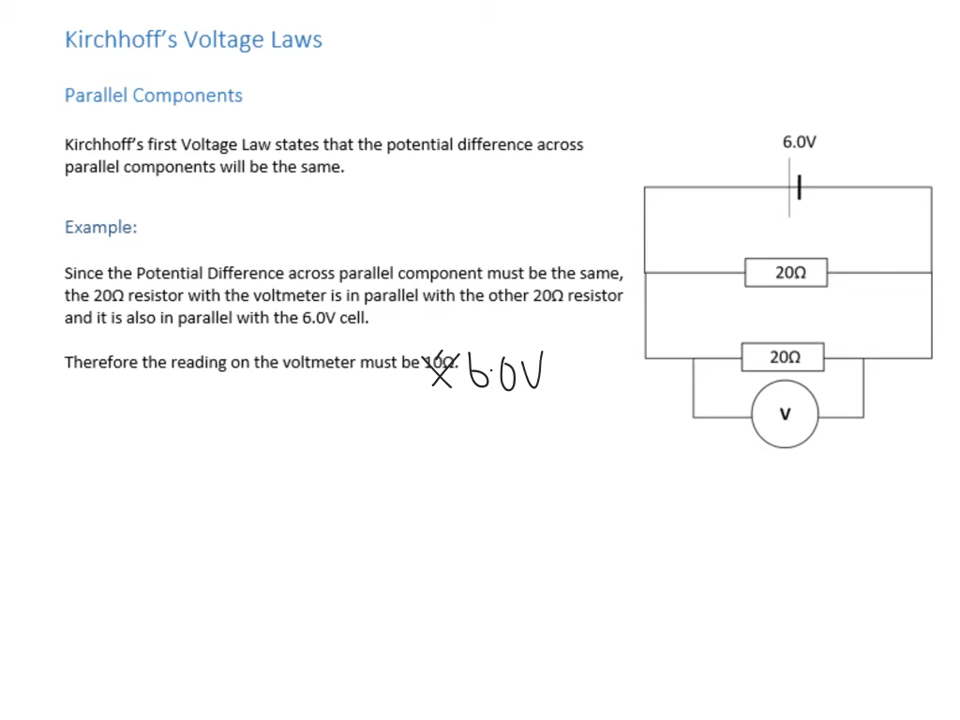 Kirchhoff's Voltage Laws
Parallel Components
Kirchhoff's first Voltage Law states that the potential difference across
parallel components will be the same.
Example:
Since the Potential Difference across parallel component must be the same,
the 20Ω resistor with the voltmeter is in parallel with the other 20Ω resistor
and it is also in parallel with the 6.0V cell.
Therefore the reading on the voltmeter must be 10Ω. 6.0V
6.0V
20Ω
20Ω
V